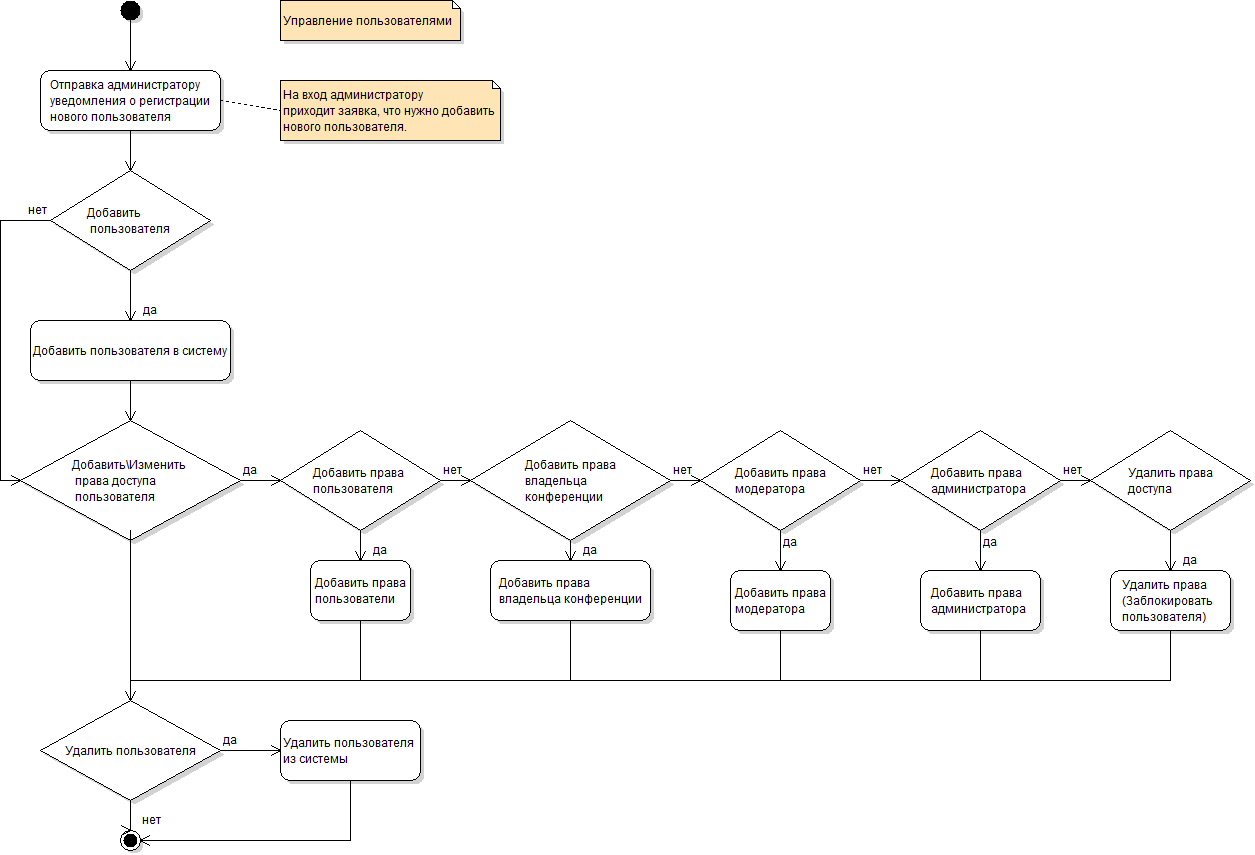 Управление пользователями
Отправка администратору
уведомления о регистрации
нового пользователя
На вход администратору
приходит заявка, что нужно добавить
нового пользователя.
нет
Добавить
пользователя
да
Добавить пользователя в систему
Добавить\Изменить
права доступа
пользователя
да
Добавить права
пользователя
нет
Добавить права
владельца
конференции
нет
Добавить права
модератора
нет
Добавить права
администратора
нет
Удалить права
доступа
да
да
да
да
да
Добавить права
пользователи
Добавить права
владельца конференции
Добавить права
модератора
Добавить права
администратора
Удалить права
(Заблокировать
пользователя)
Удалить пользователя
да
Удалить пользователя
из системы
нет